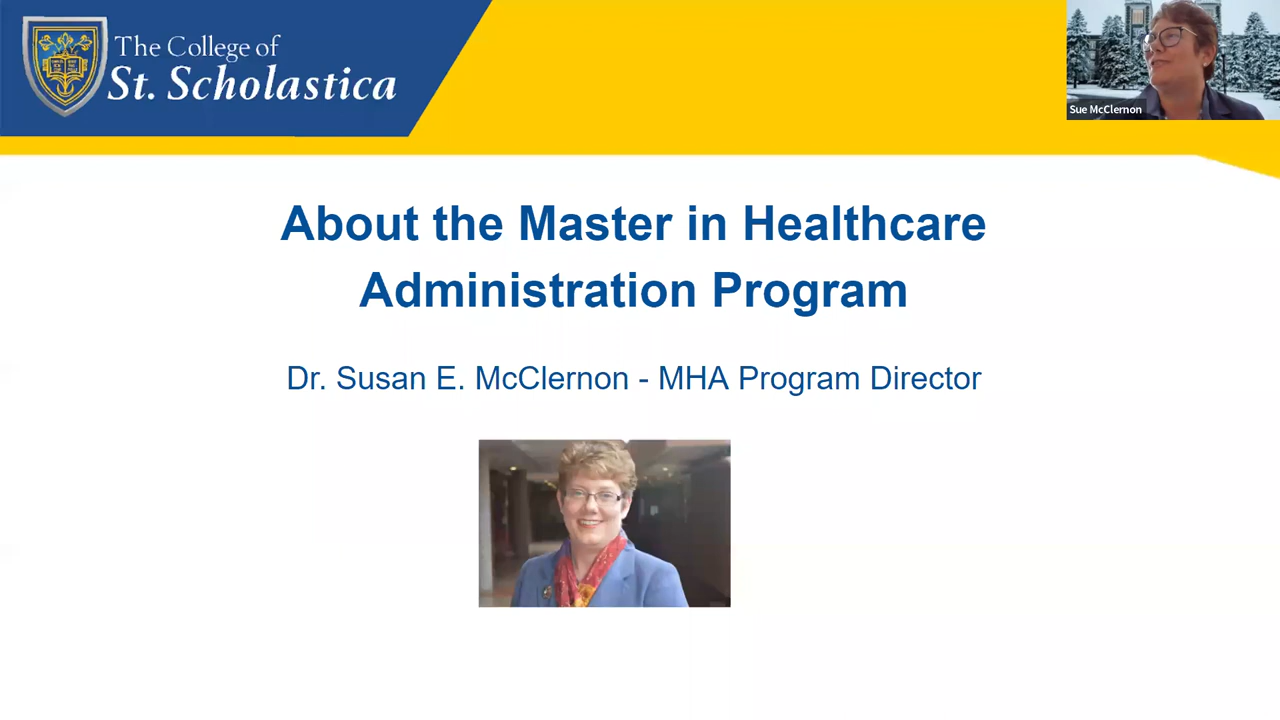 The College of
St. Scholastica
Sue McClernon
About the Master in Healthcare
Administration Program
Dr. Susan E. McClernon - MHA Program Director